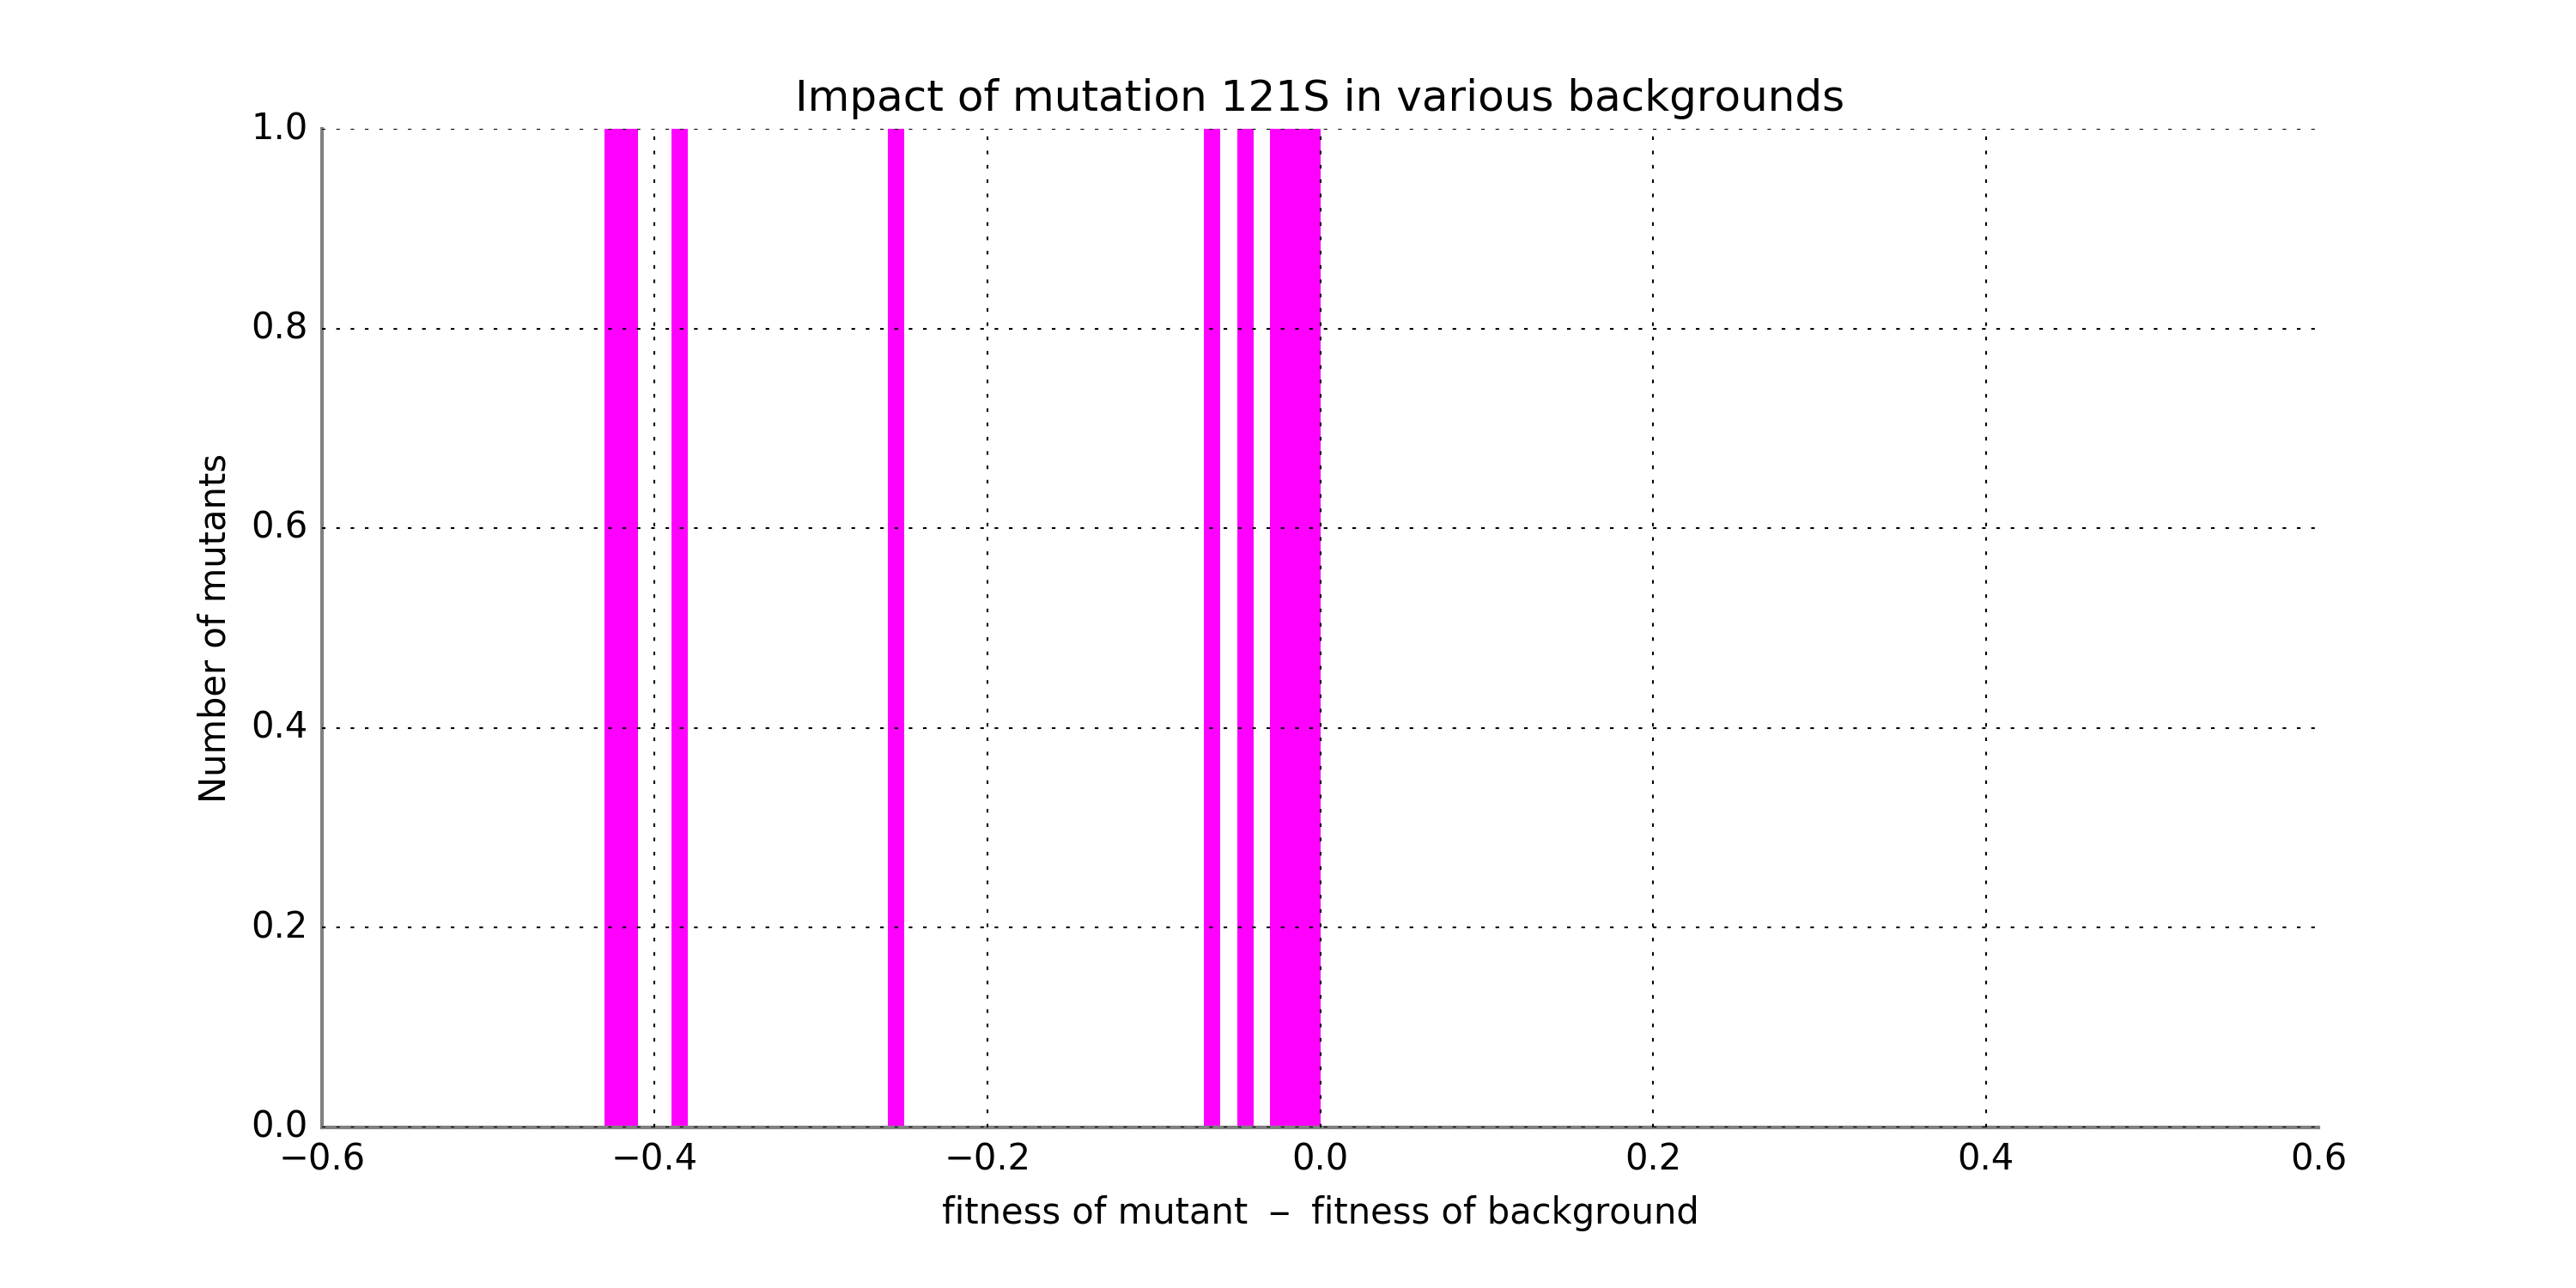 Impact of mutation 121S in various backgrounds
1.0
0.8
0.6
0.4
0.2
0.0
Number of mutants
−0.6 −0.4 −0.2 0.0 0.2 0.4 0.6
fitness of mutant − fitness of background